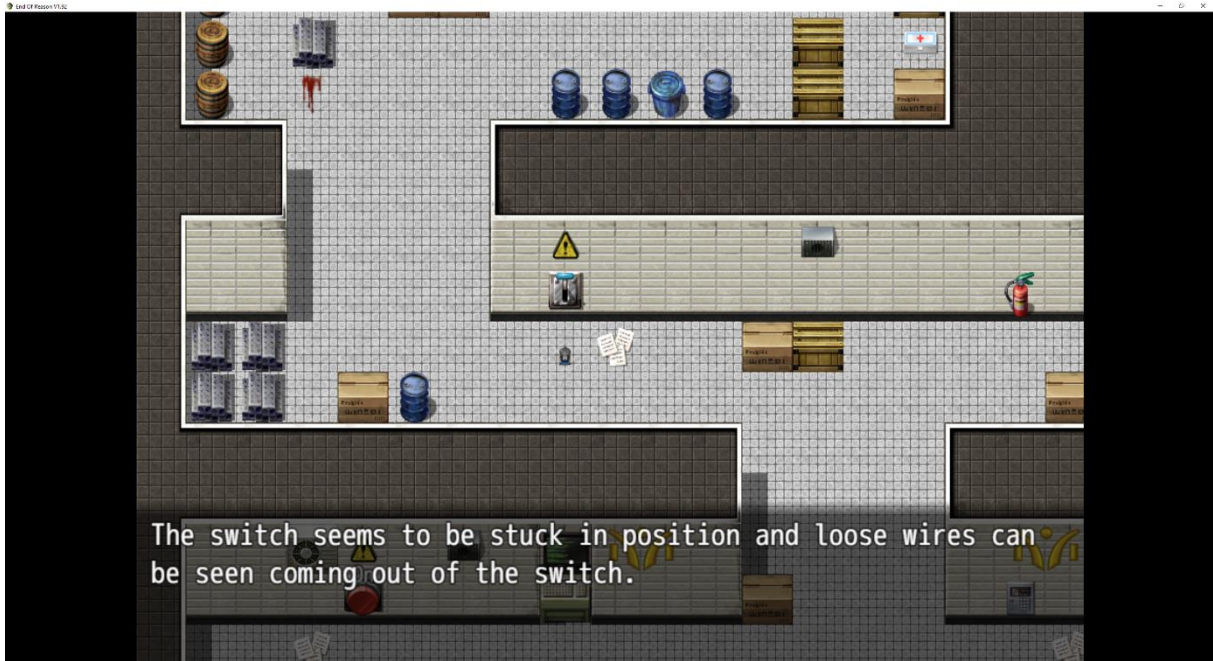 End Of Reason V1.92
The switch seems to be stuck in position and loose wires can
be seen coming out of the switch.